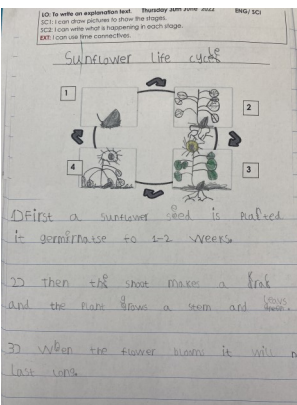 LO: To write an explanation text. Thursday 30th June 2022 ENG/ SCI
SC1: I can draw pictures to show the stages.
SC2: I can write what is happening in each stage.
EXT: I can use time connectives.
Sunflower Life cycle
1
2
4
3
1) First a sunflower seed is planted
it germinatse to 1-2 weeks
2) Then the shoot makes a
and the plant grows a stem and leavs
3) When the flower blooms it will n
last long.